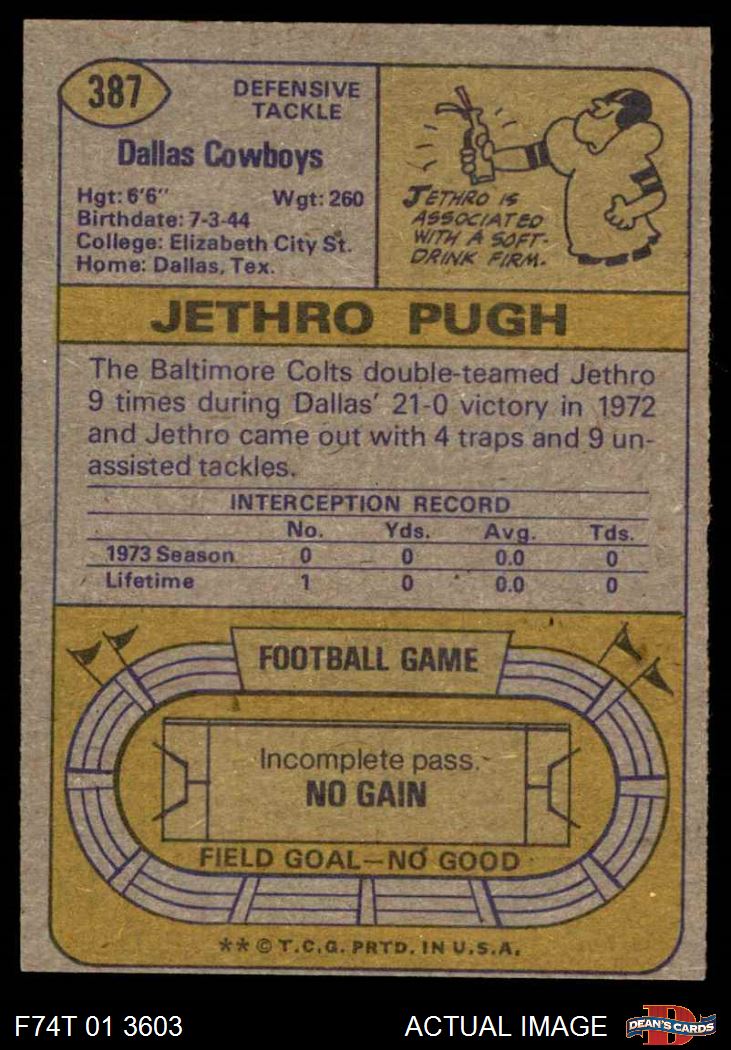 387
DEFENSIVE
TACKLE
Dallas Cowboys
Hgt: 6'6" Wgt: 260
Birthdate: 7-3-44
College: Elizabeth City St.
Home: Dallas, Tex.
JETHRO IS
ASSOCIATED
WITH A SOFT-
DRINK FIRM.
JETHRO PUGH
The Baltimore Colts double-teamed Jethro
9 times during Dallas' 21-0 victory in 1972
and Jethro came out with 4 traps and 9 un-
assisted tackles.
INTERCEPTION RECORD
No. Yds. Avg. Tds.
1973 Season 0 0 0.0 0
Lifetime 1 0 0.0 0
FOOTBALL GAME
Incomplete pass.
NO GAIN
FIELD GOAL—NO GOOD
** © T.C.G. PRTD. IN U.S.A.
F74T 01 3603 ACTUAL IMAGE
D
DEAN'S CARDS